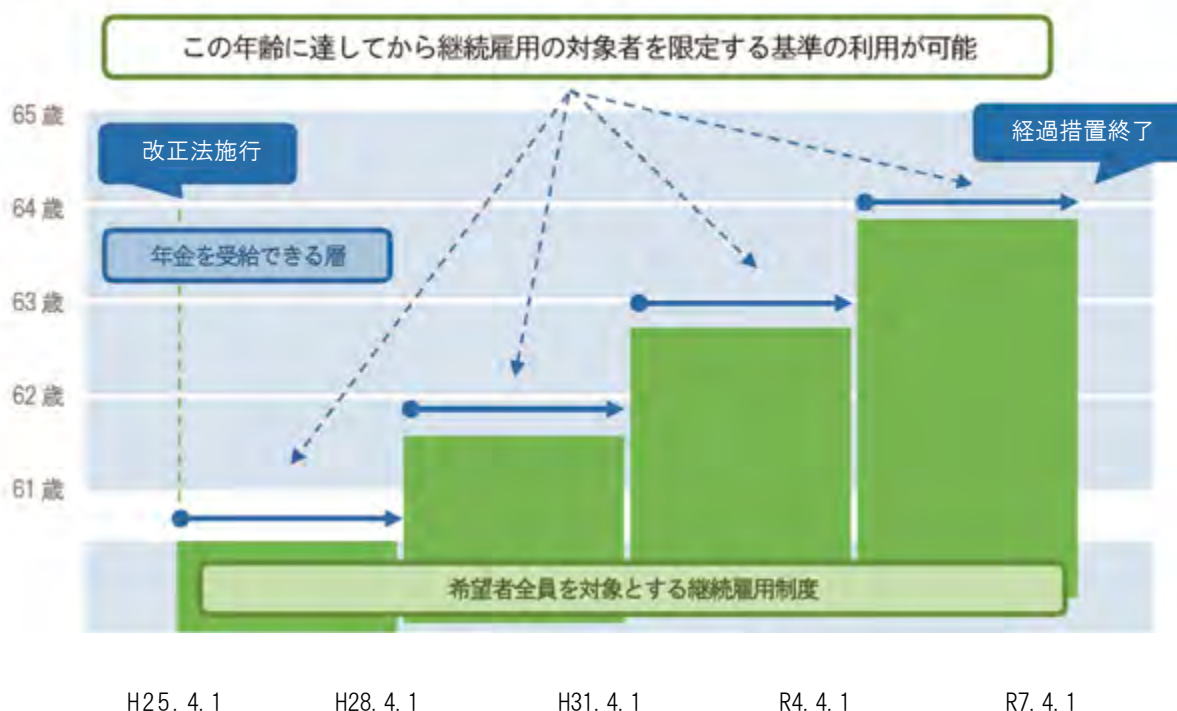 この年齢に達してから継続雇用の対象者を限定する基準の利用が可能
65歳
改正法施行
経過措置終了
64歳
年金を受給できる層
63歳
62歳
61歳
希望者全員を対象とする継続雇用制度
H25.4.1 H28.4.1 H31.4.1 R4.4.1 R7.4.1